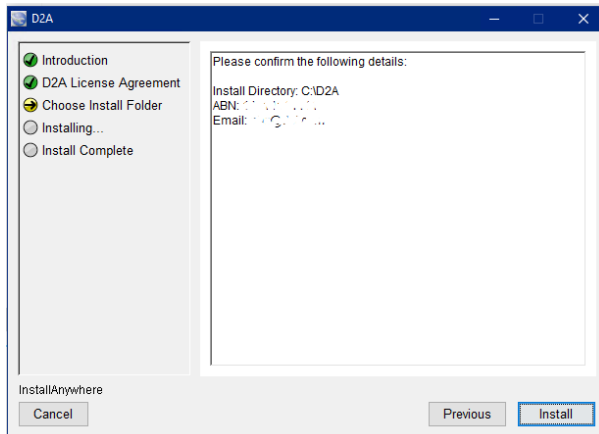 D2A
Introduction
D2A License Agreement
Choose Install Folder
Installing...
Install Complete
Please confirm the following details:
Install Directory: C:\D2A
ABN:
Email:
InstallAnywhere
Cancel
Previous
Install